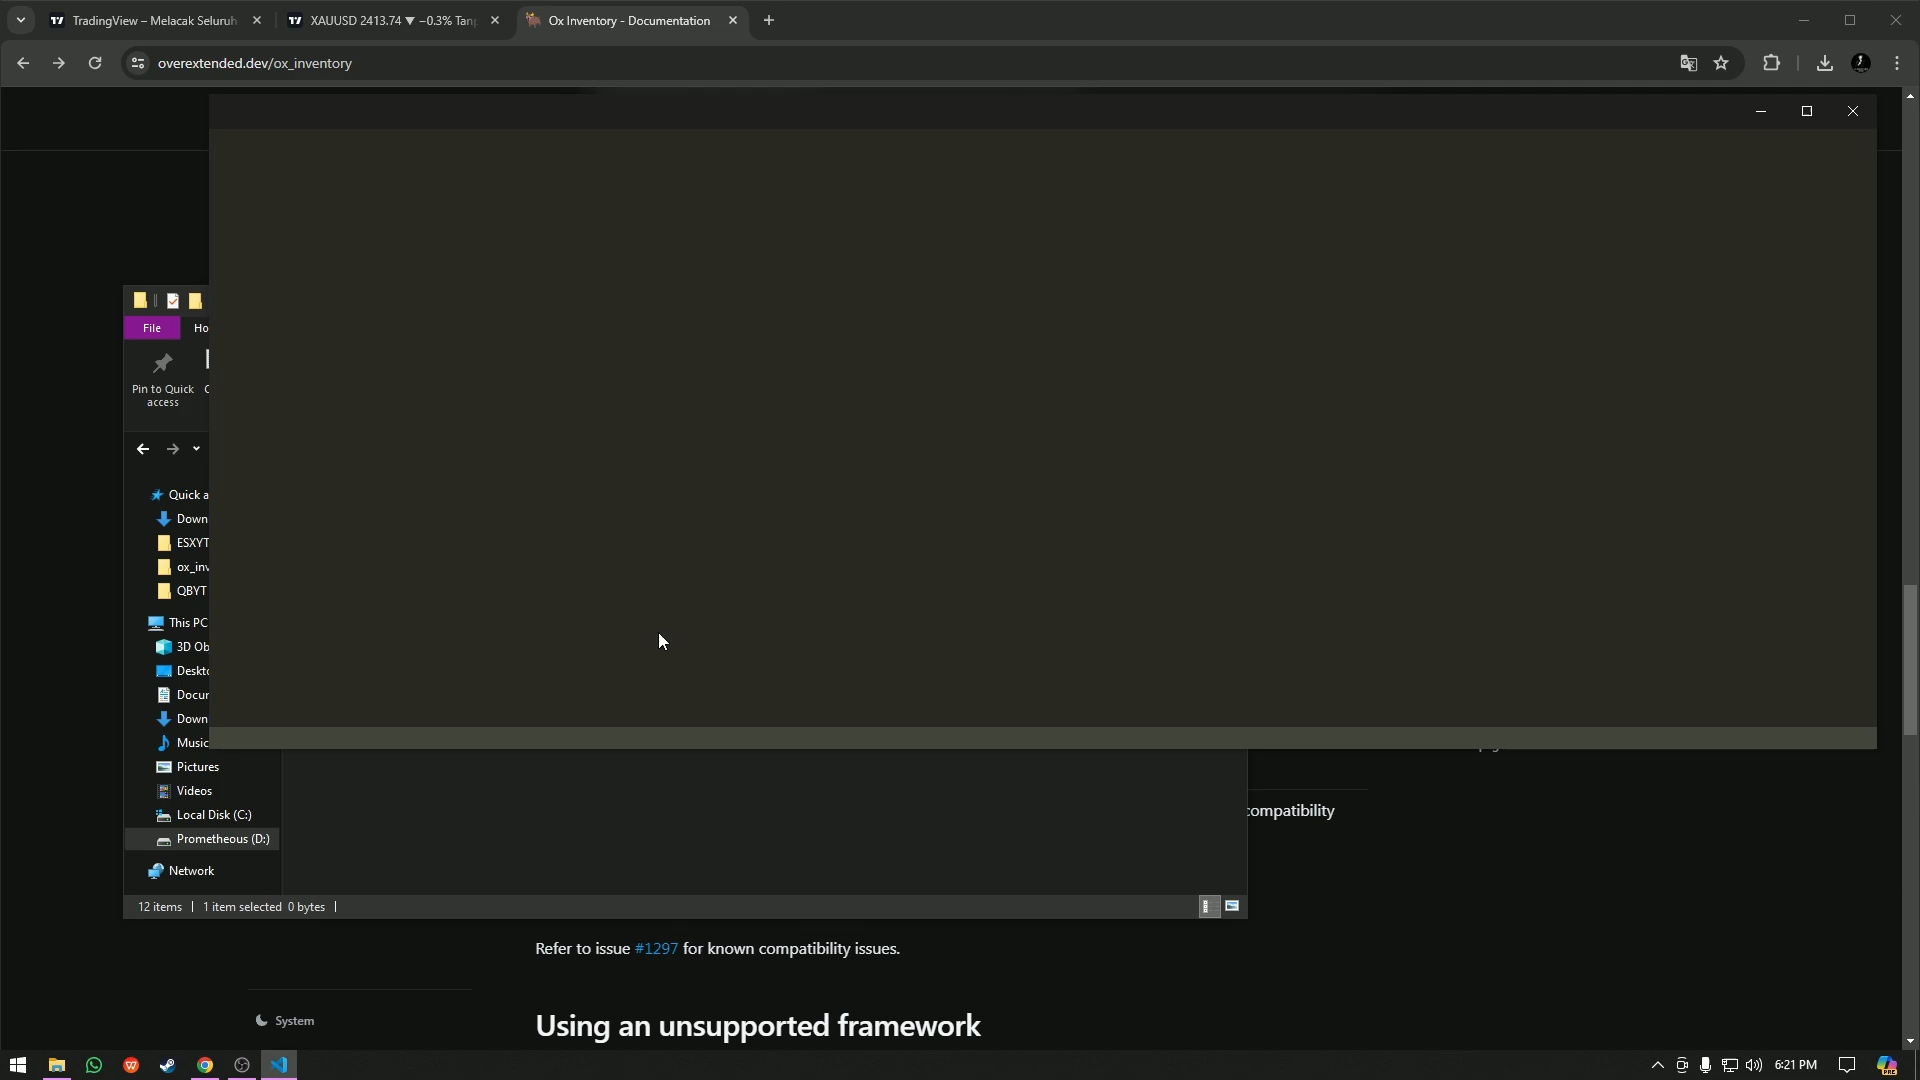 TradingView – Melacak Seluruh
XAUUSD 2413.74 ▼ −0.3% Tanp
Ox Inventory - Documentation
overextended.dev/ox_inventory
File
Ho
Pin to Quick
access
Quick a
Down
ESXYT
ox_inv
QBYT
This PC
3D Ob
Deskto
Docur
Down
Music
Pictures
Videos
Local Disk (C:)
compatibility
Prometheous (D:)
Network
12 items
1 item selected 0 bytes
Refer to issue #1297 for known compatibility issues.
System
Using an unsupported framework
6:21 PM